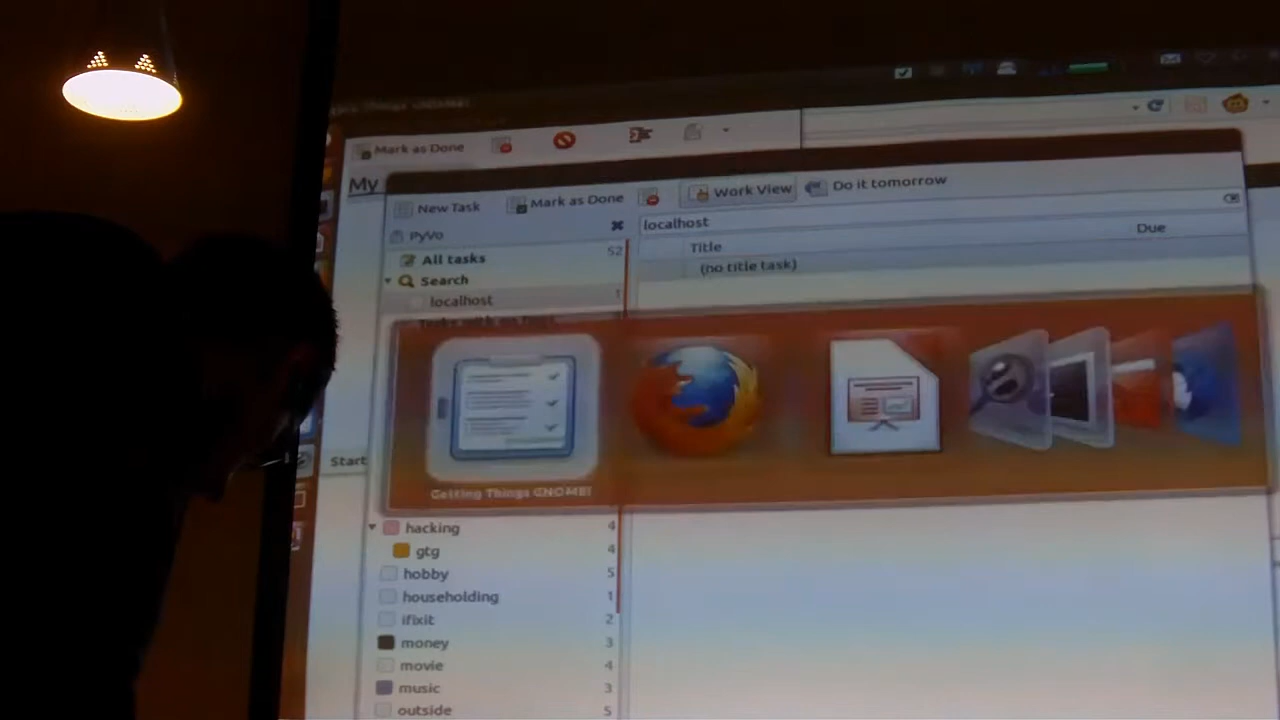 Mark as Done
My
New Task
Mark as Done
Work View
Do it tomorrow
PyVo
localhost
All tasks
52
Title
Due
Search
(no title task)
localhost
1
Getting Things GNOME!
Start
hacking
4
gtg
4
hobby
5
householding
1
ifixit
2
money
3
movie
4
music
3
outside
5